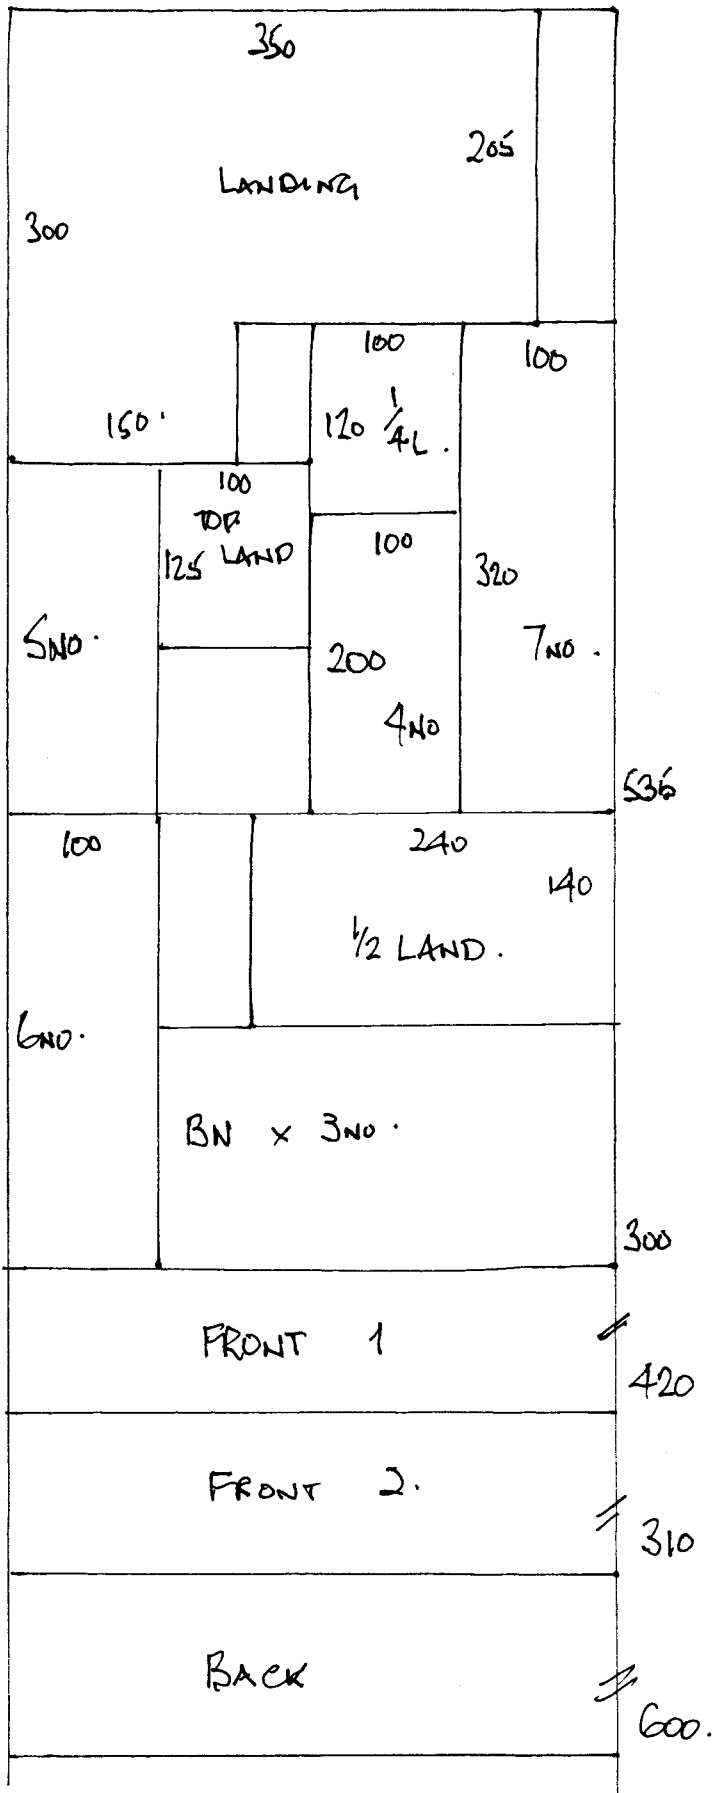 350
205
LANDING
300
100
100
150.
120 1/4 L.
100
TOP
125 LAND
100
320
5NO.
200
7NO.
4NO
536
100
240
140
1/2 LAND.
6NO.
BN x 3NO.
300
FRONT 1
420
FRONT 2.
310
BACK
600.